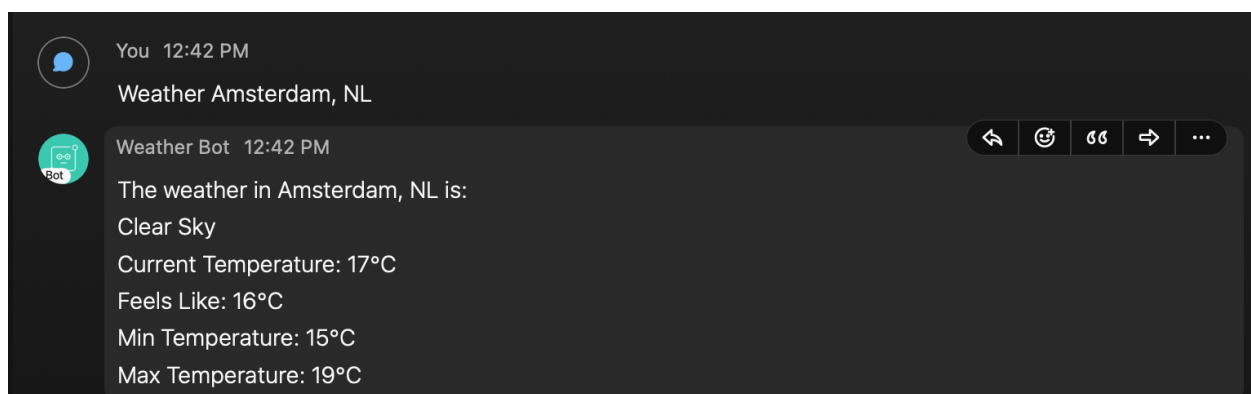 You 12:42 PM
Weather Amsterdam, NL
Weather Bot 12:42 PM
Bot
The weather in Amsterdam, NL is:
Clear Sky
Current Temperature: 17°C
Feels Like: 16°C
Min Temperature: 15°C
Max Temperature: 19°C